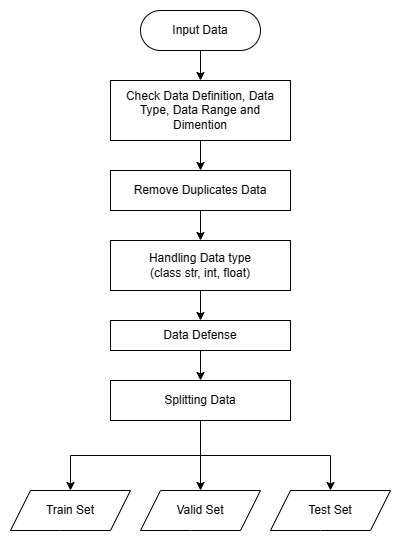 Input Data
Check Data Definition, Data
Type, Data Range and
Dimention
Remove Duplicates Data
Handling Data type
(class str, int, float)
Data Defense
Splitting Data
Train Set
Valid Set
Test Set